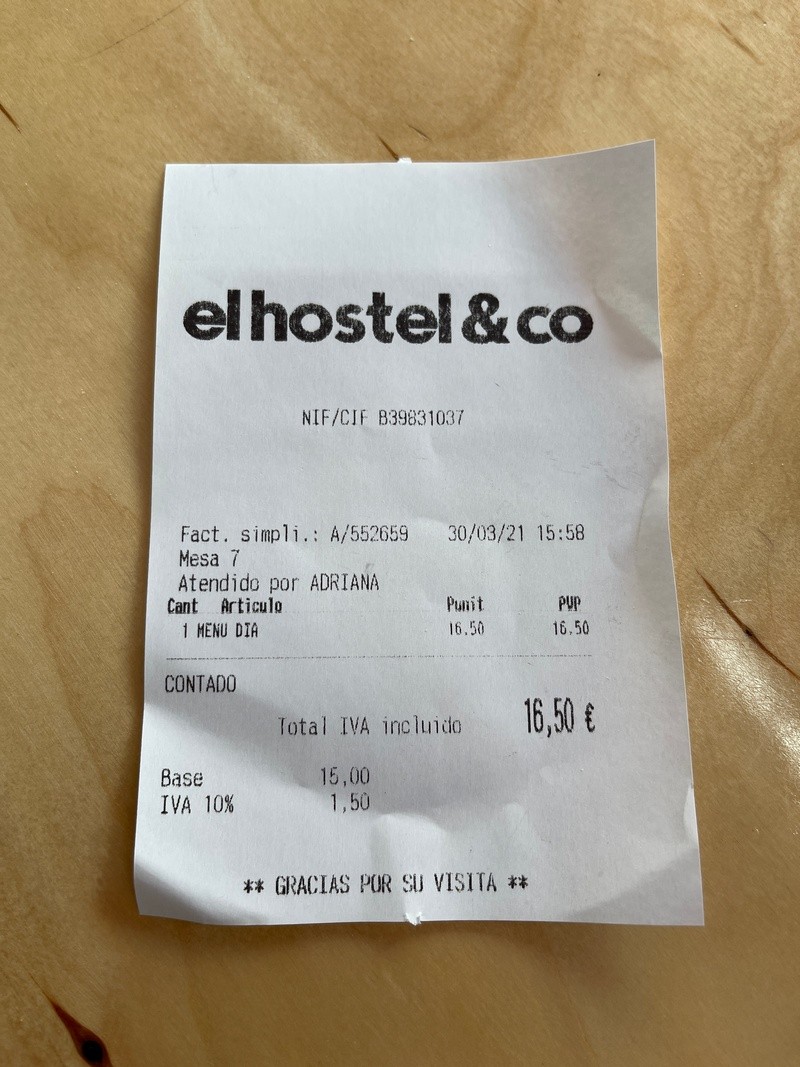 el hostel & co
NIF/CIF B39831037
Fact. simpli.: A/552659 30/03/21 15:58
Mesa 7
Atendido por ADRIANA
Cant Articulo Punit PVP
1 MENU DIA 16.50 16.50
CONTADO
Total IVA incluido 16,50 €
Base 15,00
IVA 10% 1,50
** GRACIAS POR SU VISITA **